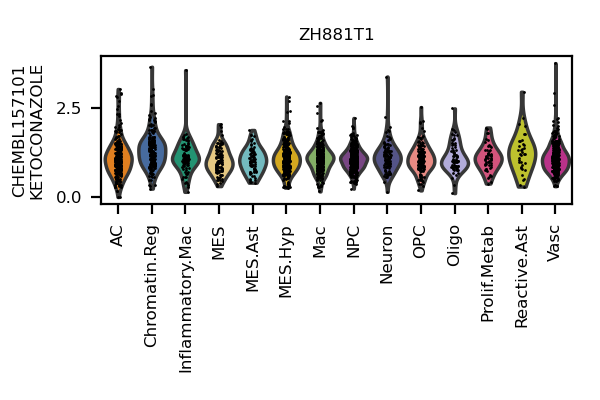 ZH881T1
CHEMBL157101
KETOCONAZOLE
2.5
0.0
AC
Chromatin.Reg
Inflammatory.Mac
MES
MES.Ast
MES.Hyp
Mac
NPC
Neuron
OPC
Oligo
Prolif.Metab
Reactive.Ast
Vasc